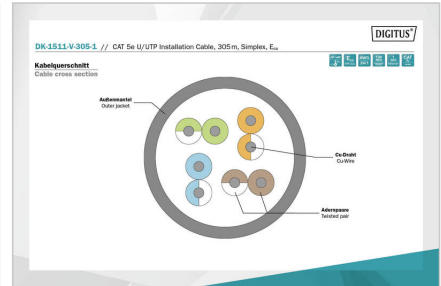 DIGITUS®
DK-1511-V-305-1 // CAT 5e U/UTP Installation Cable, 305 m, Simplex, Eca
Kabelquerschnitt
Cable cross section
Außenmantel
Outer jacket
Cu-Draht
Cu-Wire
Adernpaare
Twisted pair